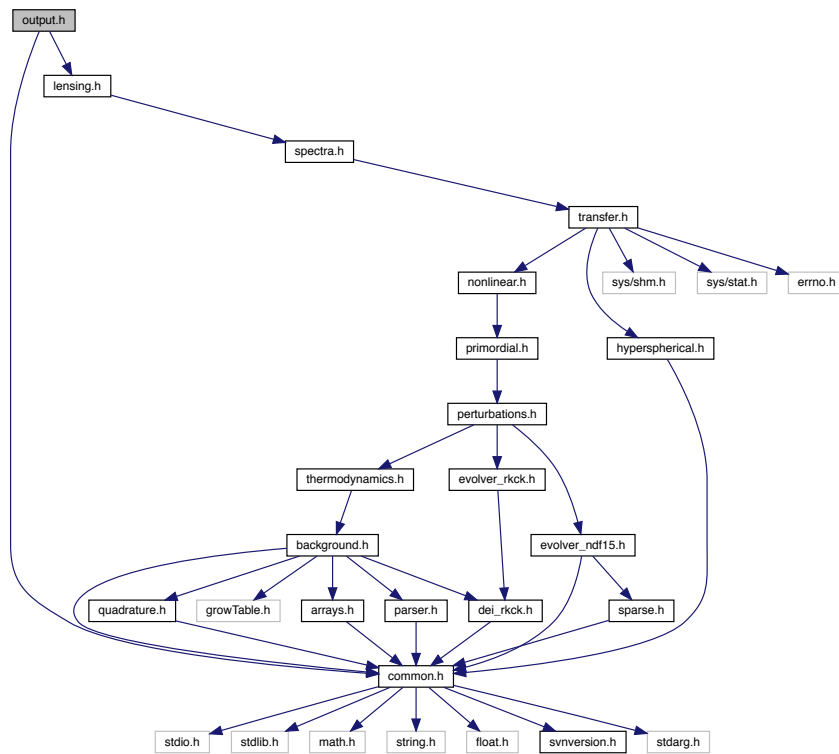 output.h
lensing.h
spectra.h
transfer.h
nonlinear.h
sys/shm.h
sys/stat.h
errno.h
primordial.h
hyperspherical.h
perturbations.h
thermodynamics.h
evolver_rkck.h
background.h
evolver_ndf15.h
quadrature.h
growTable.h
arrays.h
parser.h
dei_rkck.h
sparse.h
common.h
stdio.h
stdlib.h
math.h
string.h
float.h
svnversion.h
stdarg.h